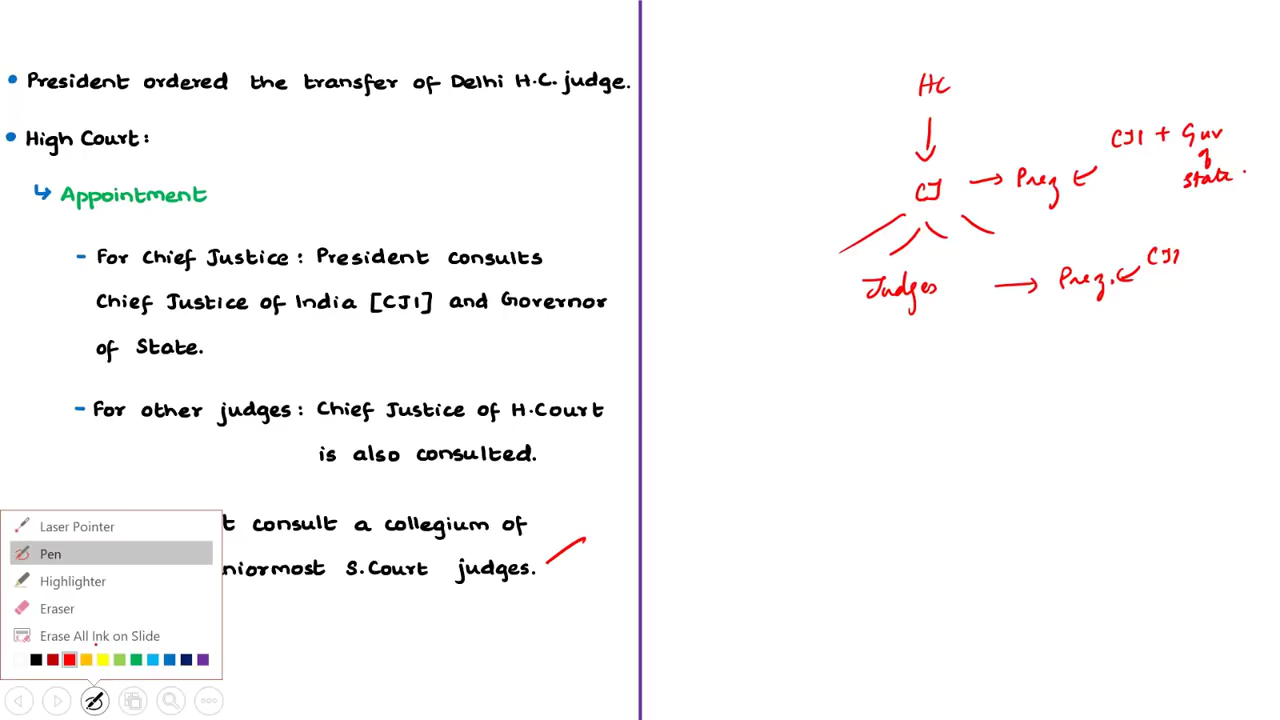 President ordered the transfer of Delhi H.C. judge.
High Court:
Appointment
- For Chief Justice: President consults
Chief Justice of India [CJI] and Governor
of State.
- For other judges: Chief Justice of H.Court
is also consulted.
t consult a collegium of
niormost S.Court judges.
Laser Pointer
Pen
Highlighter
Eraser
Erase All Ink on Slide
HC
CJ → Prez ← CJI + Guv
of
State.
Judges → Prez. ← CJI